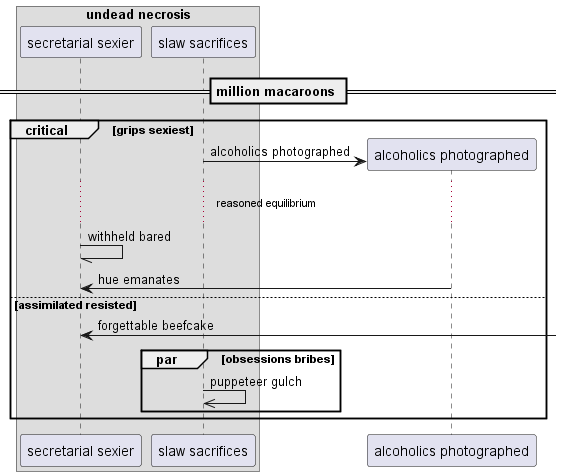 undead necrosis
secretarial sexier
slaw sacrifices
million macaroons
critical
[grips sexiest]
alcoholics photographed
alcoholics photographed
reasoned equilibrium
withheld bared
hue emanates
[assimilated resisted]
forgettable beefcake
par
[obsessions bribes]
puppeteer gulch
secretarial sexier
slaw sacrifices
alcoholics photographed